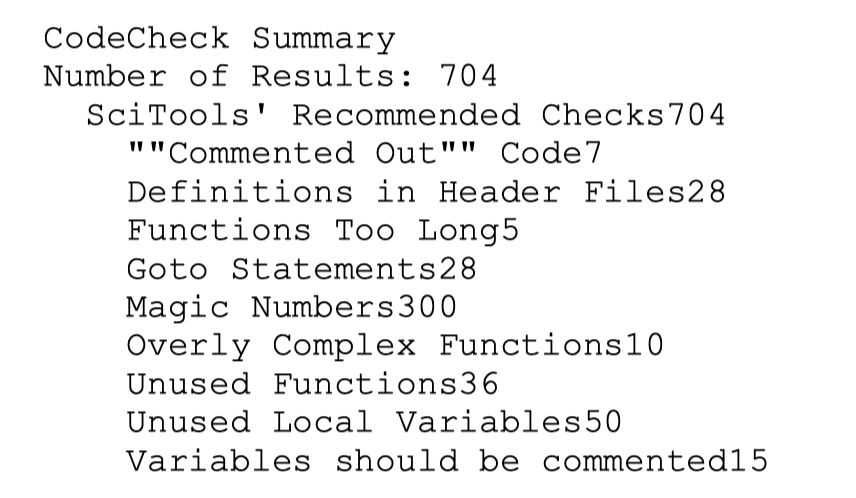 CodeCheck Summary
Number of Results: 704
SciTools' Recommended Checks704
""Commented Out"" Code7
Definitions in Header Files28
Functions Too Long5
Goto Statements28
Magic Numbers300
Overly Complex Functions10
Unused Functions36
Unused Local Variables50
Variables should be commented15